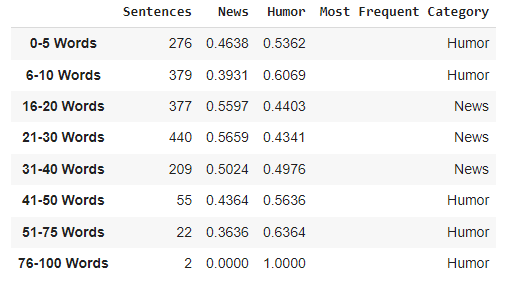 Sentences News Humor Most Frequent Category
0-5 Words 276 0.4638 0.5362 Humor
6-10 Words 379 0.3931 0.6069 Humor
16-20 Words 377 0.5597 0.4403 News
21-30 Words 440 0.5659 0.4341 News
31-40 Words 209 0.5024 0.4976 News
41-50 Words 55 0.4364 0.5636 Humor
51-75 Words 22 0.3636 0.6364 Humor
76-100 Words 2 0.0000 1.0000 Humor